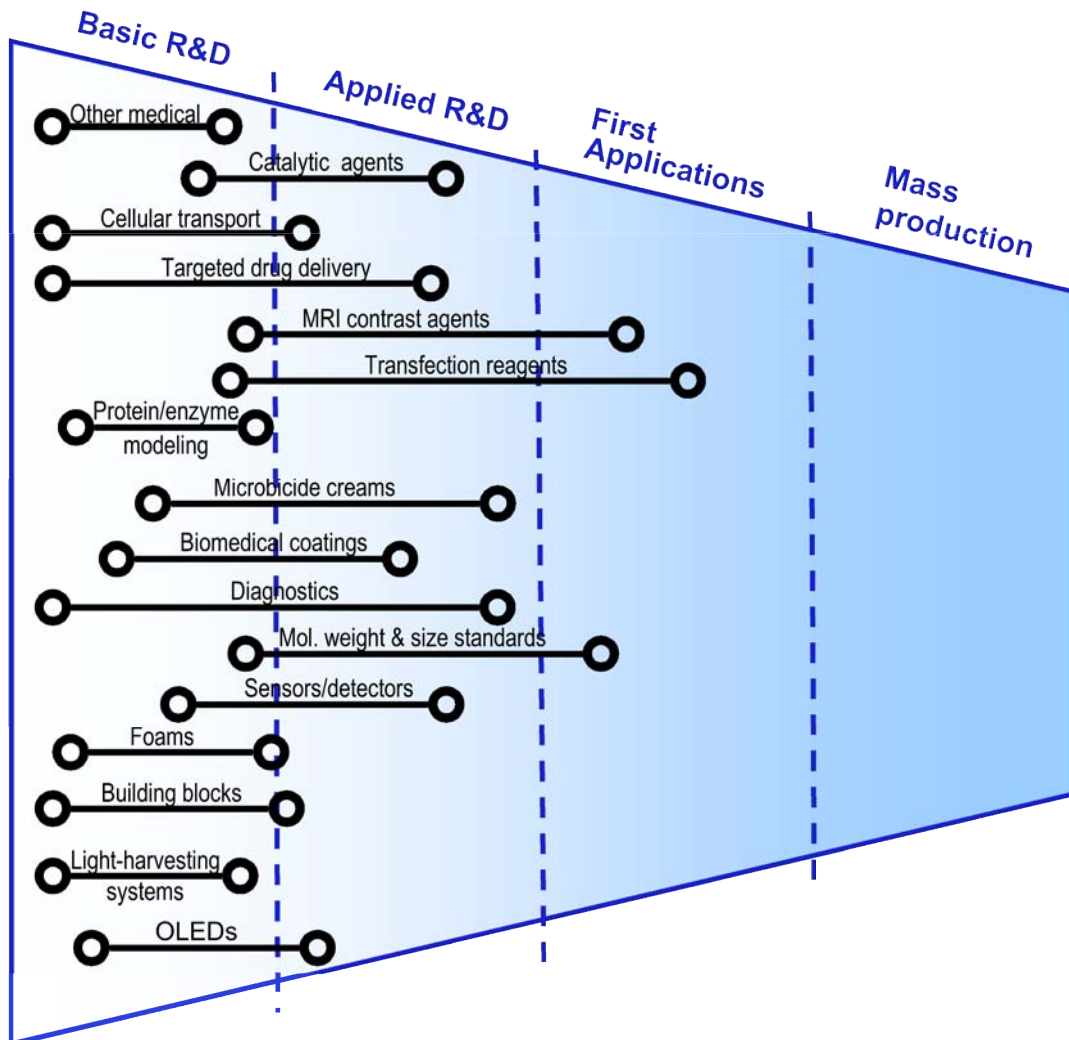 Basic R&D
Applied R&D
First
Applications
Mass
production
Other medical
Catalytic agents
Cellular transport
Targeted drug delivery
MRI contrast agents
Transfection reagents
Protein/enzyme
modeling
Microbicide creams
Biomedical coatings
Diagnostics
Mol. weight & size standards
Sensors/detectors
Foams
Building blocks
Light-harvesting
systems
OLEDs